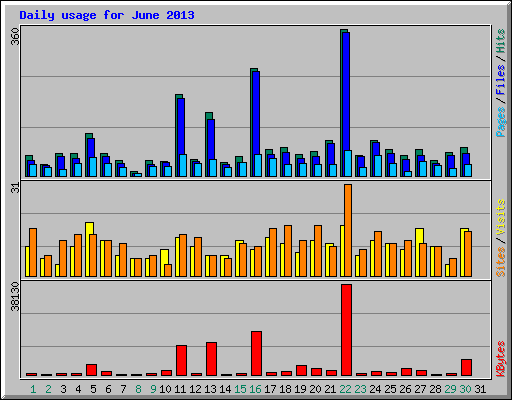 Daily usage for June 2013
360
Pages / Files / Hits
31
Sites / Visits
38130
KBytes
1 2 3 4 5 6 7 8 9 10 11 12 13 14 15 16 17 18 19 20 21 22 23 24 25 26 27 28 29 30 31